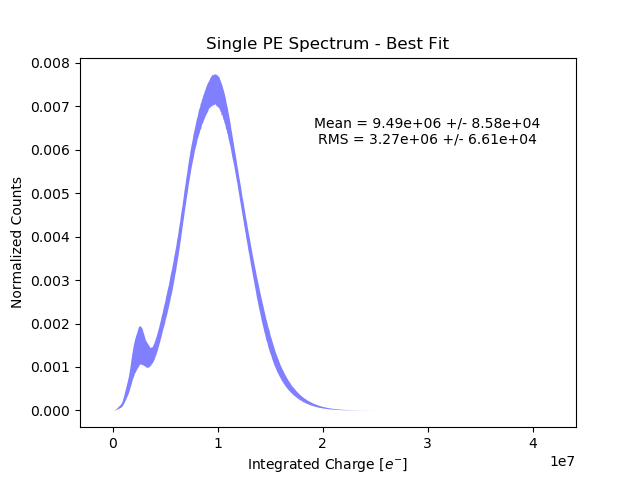 Single PE Spectrum - Best Fit
0.008
0.007
0.006
0.005
0.004
0.003
0.002
0.001
0.000
Normalized Counts
Mean = 9.49e+06 +/- 8.58e+04
RMS = 3.27e+06 +/- 6.61e+04
0 1 2 3 4
1e7
Integrated Charge [e⁻]